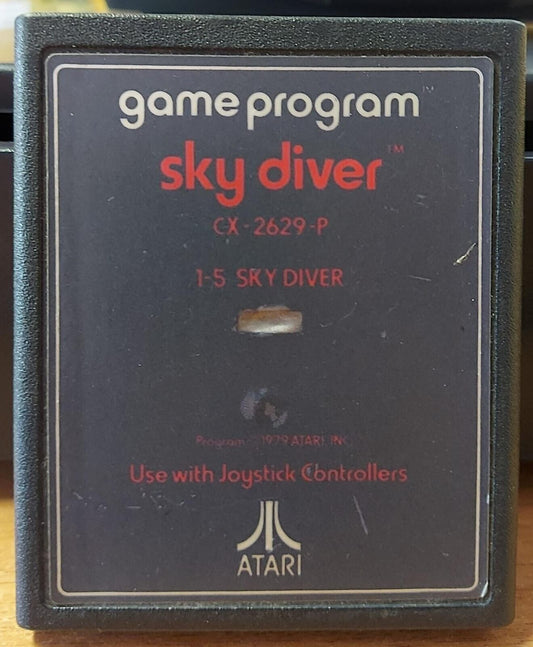 game program™
sky diver™
CX-2629-P
1-5 SKY DIVER
Program © 1979 ATARI, INC.
Use with Joystick Controllers
ATARI